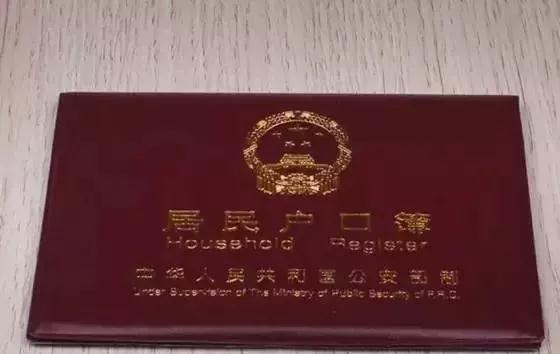 居民户口簿
Household Register
中华人民共和国公安部制
Under Supervision of The Ministry of Public Security of P.R.C.